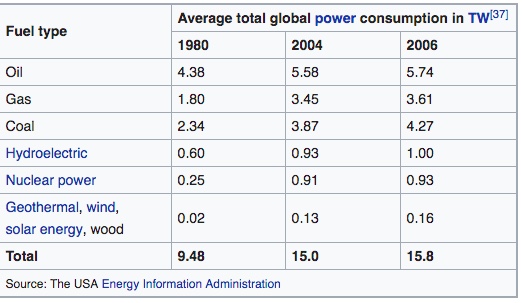 Fuel type
Average total global power consumption in TW[37]
1980 2004 2006
Oil 4.38 5.58 5.74
Gas 1.80 3.45 3.61
Coal 2.34 3.87 4.27
Hydroelectric 0.60 0.93 1.00
Nuclear power 0.25 0.91 0.93
Geothermal, wind,
solar energy, wood 0.02 0.13 0.16
Total 9.48 15.0 15.8
Source: The USA Energy Information Administration